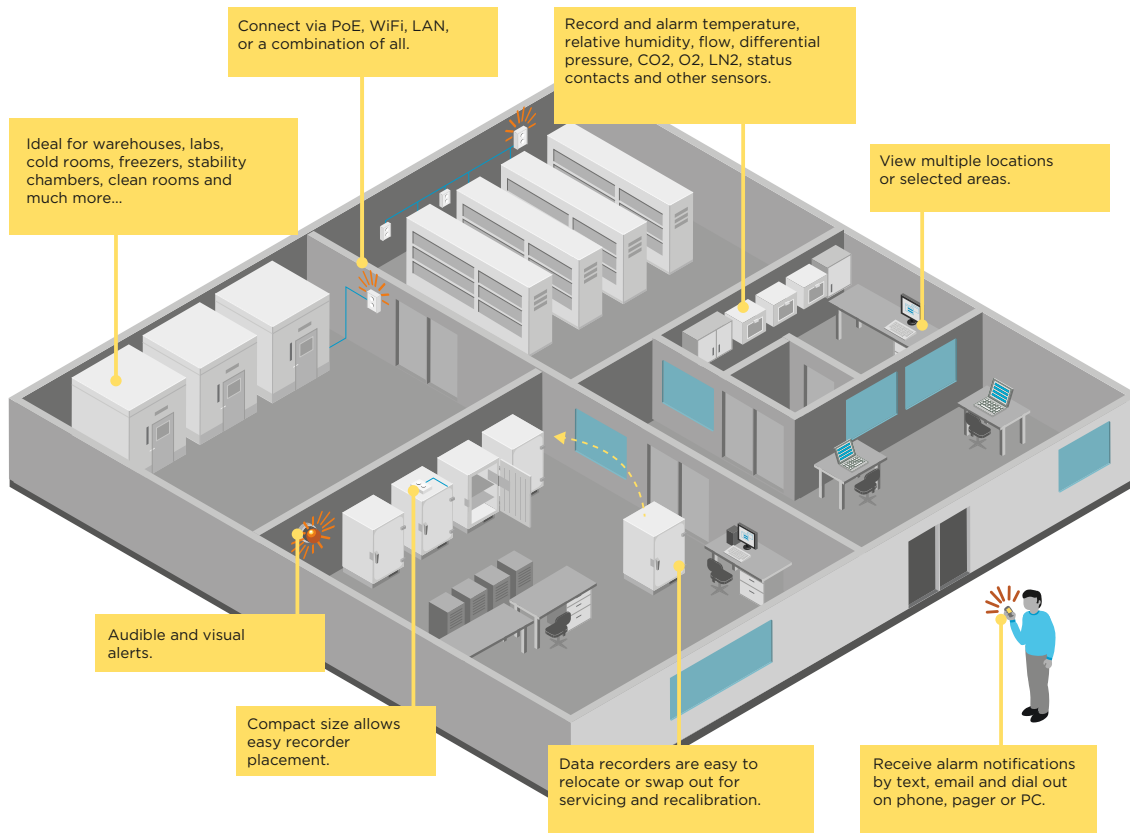 Connect via PoE, WiFi, LAN,
or a combination of all.
Record and alarm temperature,
relative humidity, flow, differential
pressure, CO2, O2, LN2, status
contacts and other sensors.
Ideal for warehouses, labs,
cold rooms, freezers, stability
chambers, clean rooms and
much more...
View multiple locations
or selected areas.
Audible and visual
alerts.
Compact size allows
easy recorder
placement.
Data recorders are easy to
relocate or swap out for
servicing and recalibration.
Receive alarm notifications
by text, email and dial out
on phone, pager or PC.